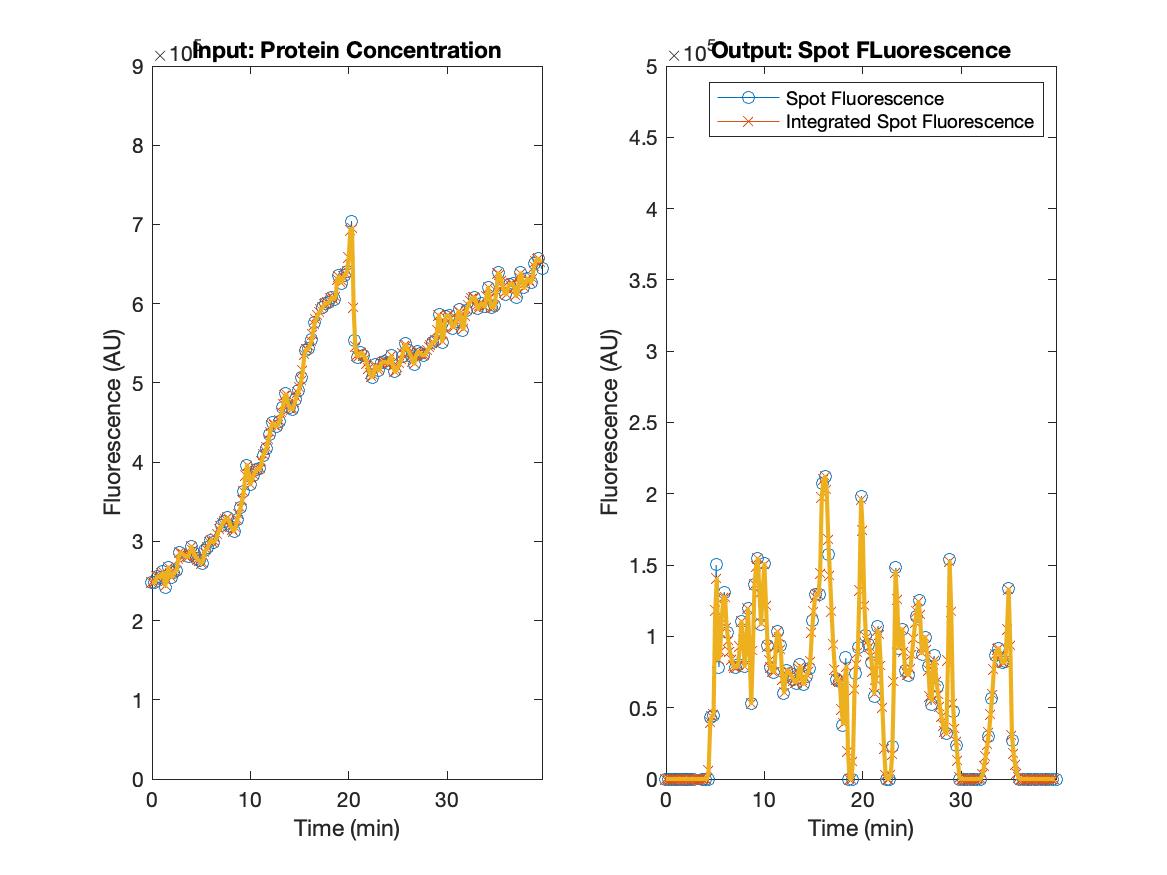 ×10⁵
Input: Protein Concentration
9
8
7
6
5
4
3
2
1
0
Fluorescence (AU)
0 10 20 30
Time (min)
×10⁵
Output: Spot FLuorescence
Spot Fluorescence
Integrated Spot Fluorescence
5
4.5
4
3.5
3
2.5
2
1.5
1
0.5
0
Fluorescence (AU)
0 10 20 30
Time (min)